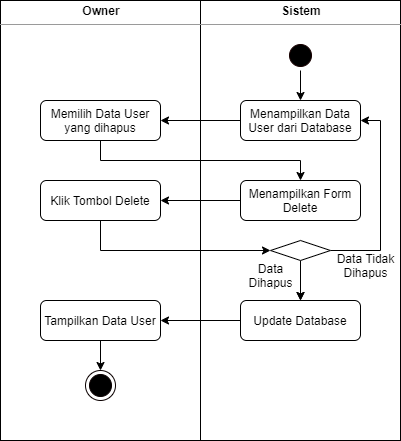 Owner
Sistem
Memilih Data User
yang dihapus
Menampilkan Data
User dari Database
Klik Tombol Delete
Menampilkan Form
Delete
Data
Dihapus
Data Tidak
Dihapus
Tampilkan Data User
Update Database